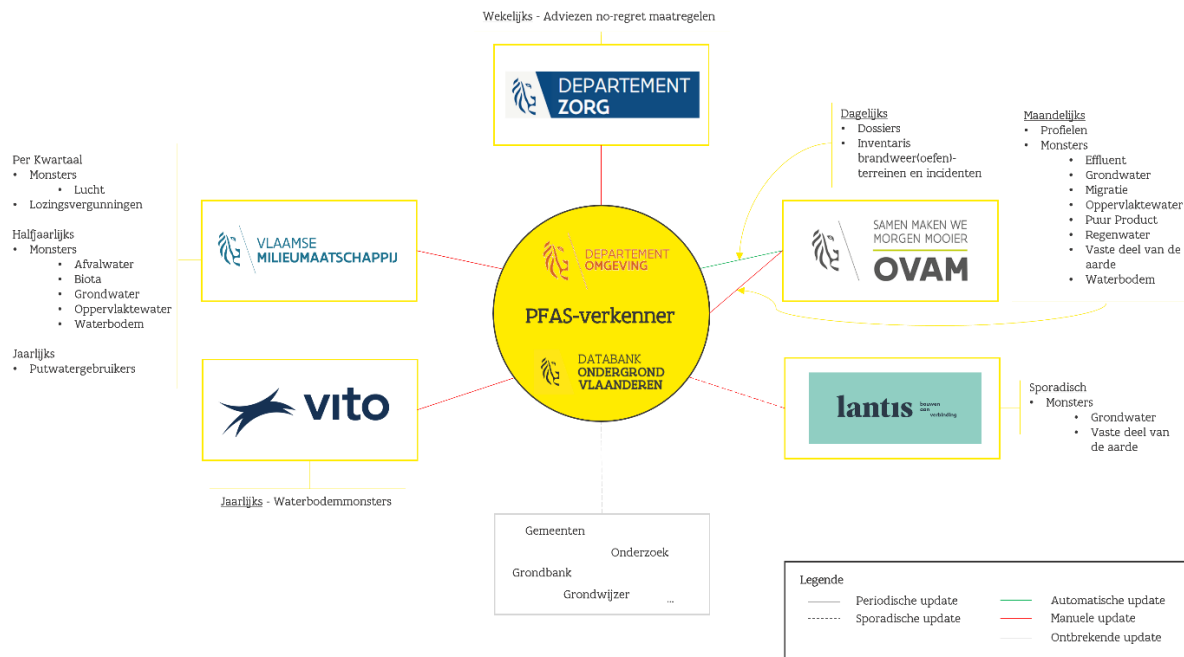 Wekelijks - Adviezen no-regret maatregelen
DEPARTEMENT
ZORG
Per Kwartaal
• Monsters
• Lucht
• Lozingsvergunningen
Halfjaarlijks
• Monsters
• Afvalwater
• Biota
• Grondwater
• Oppervlaktewater
• Waterbodem
Jaarlijks
• Putwatergebruikers
VLAAMSE
MILIEUMAATSCHAPPIJ
vito
Jaarlijks - Waterbodemmonsters
DEPARTEMENT
OMGEVING
PFAS-verkenner
DATABANK
ONDERGROND
VLAANDEREN
Dagelijks
• Dossiers
• Inventaris
brandweer(oefen)-
terreinen en incidenten
Maandelijks
• Profielen
• Monsters
• Effluent
• Grondwater
• Migratie
• Oppervlaktewater
• Puur Product
• Regenwater
• Vaste deel van de
aarde
• Waterbodem
SAMEN MAKEN WE
MORGEN MOOIER
OVAM
lantis
bouwen
aan
verbinding
Sporadisch
• Monsters
• Grondwater
• Vaste deel van
de aarde
Gemeenten
Onderzoek
Grondbank
Grondwijzer
...
Legende
Periodische update
Sporadische update
Automatische update
Manuele update
Ontbrekende update